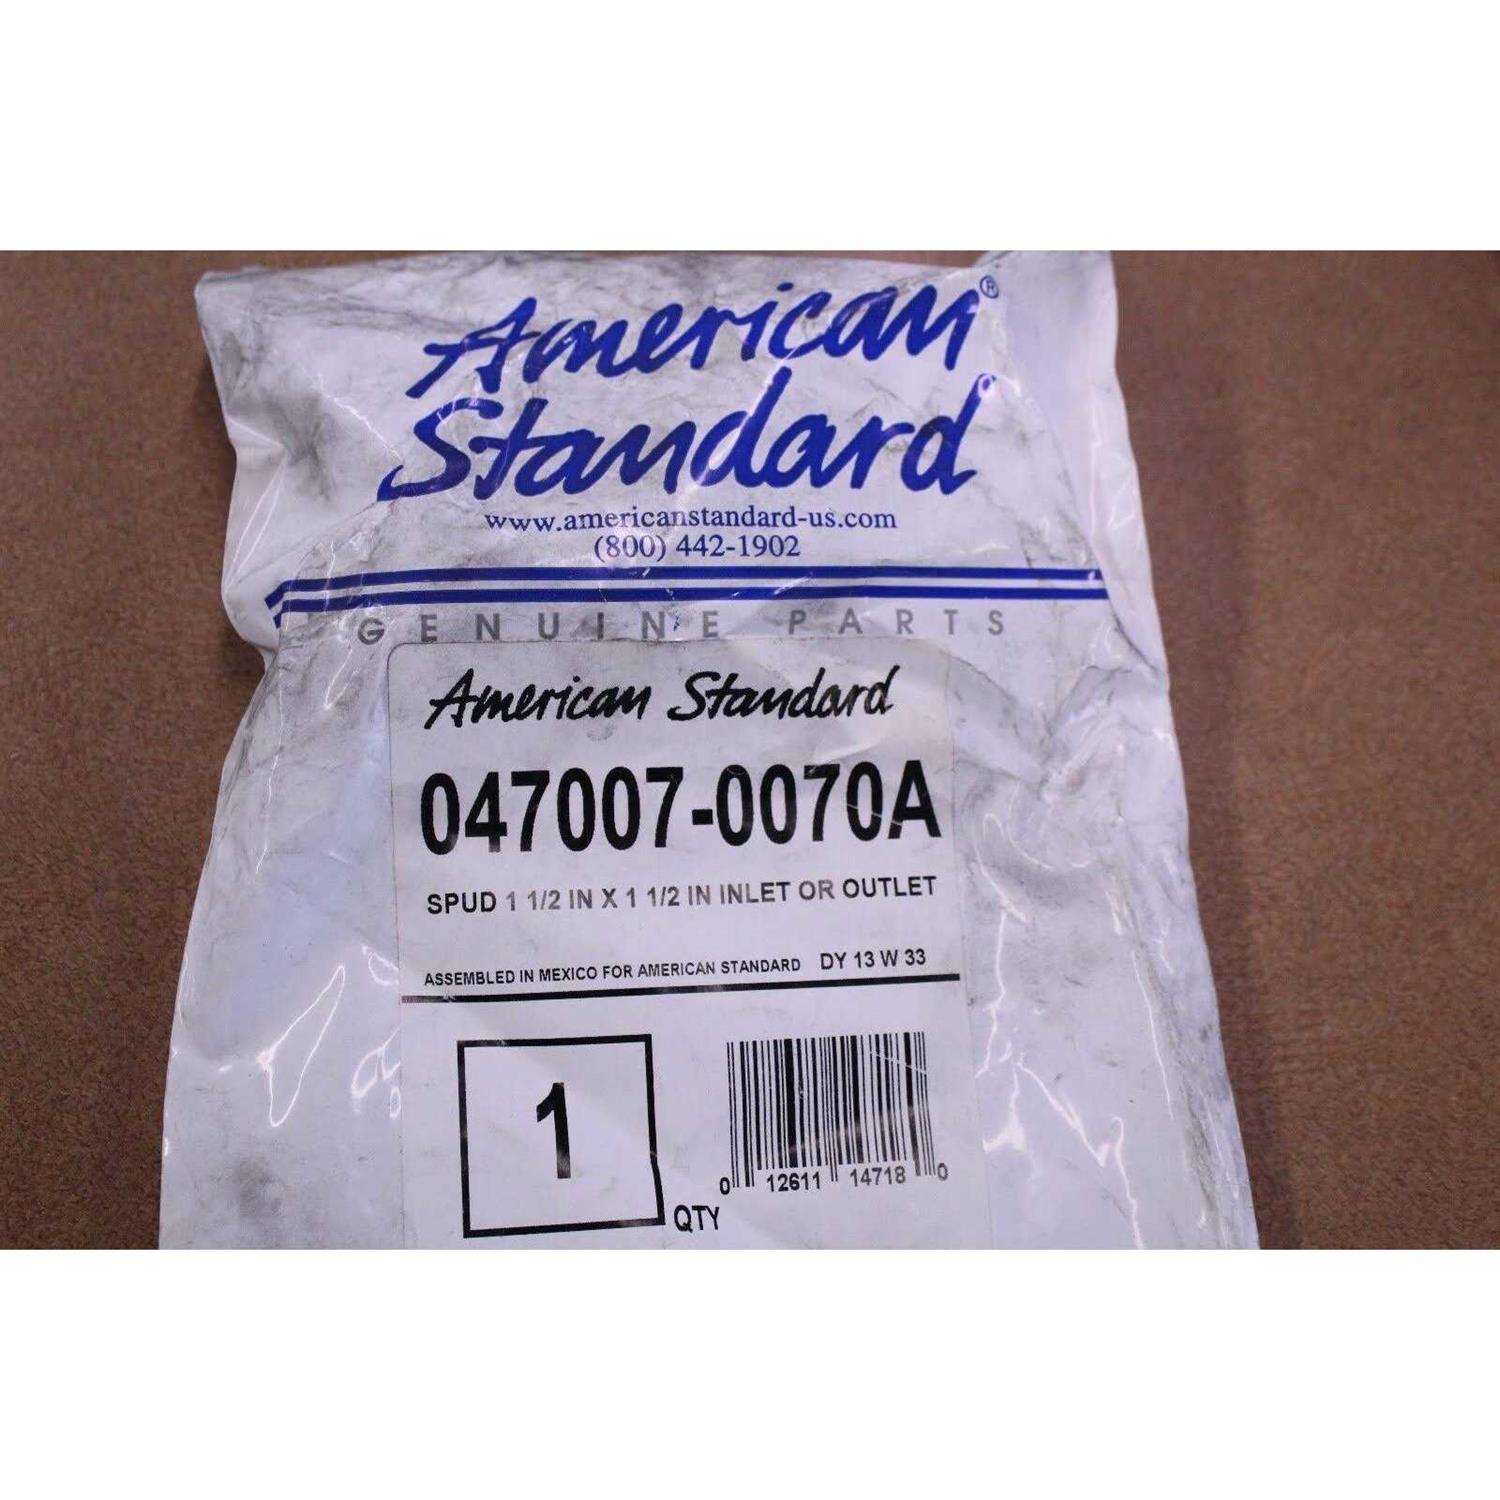 American®
Standard
www.americanstandard-us.com
(800) 442-1902
GENUINE PARTS
American Standard
047007-0070A
SPUD 1 1/2 IN X 1 1/2 IN INLET OR OUTLET
ASSEMBLED IN MEXICO FOR AMERICAN STANDARD DY 13 W 33
1
QTY
0 12611 14718 0